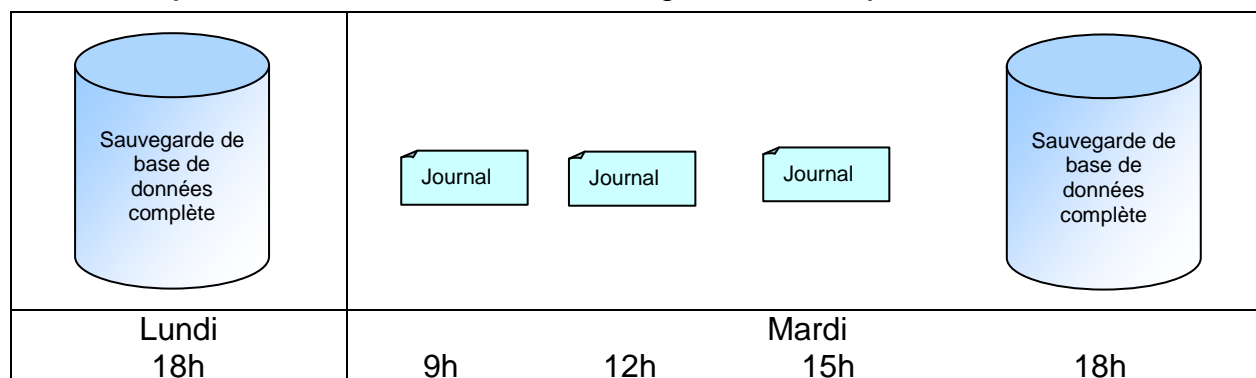 Sauvegarde de
base de
données
complète
Journal
Journal
Journal
Sauvegarde de
base de
données
complète
Lundi
Mardi
18h
9h
12h
15h
18h